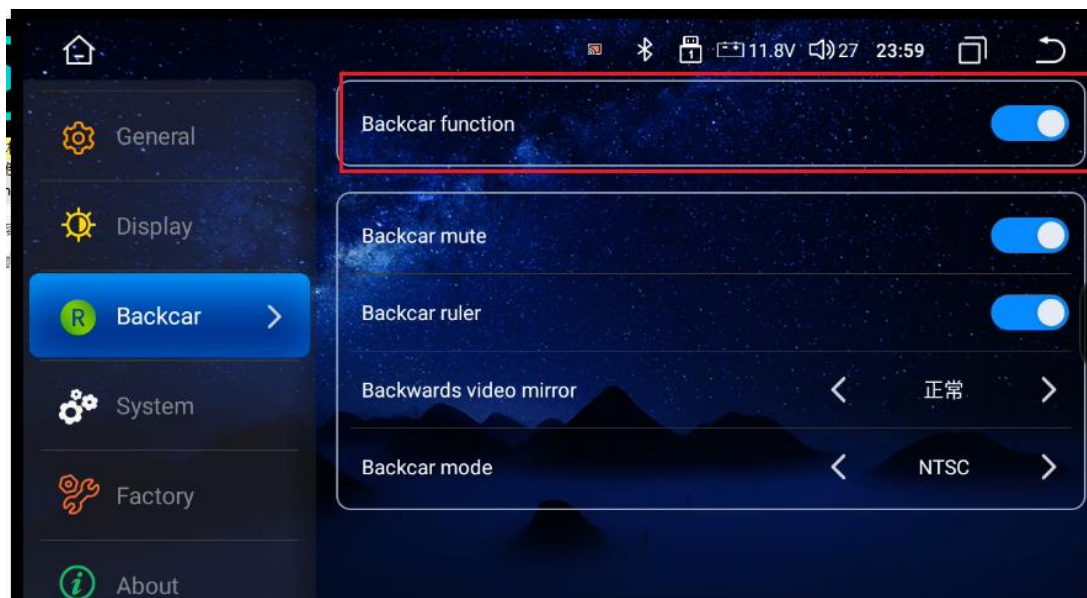 1 11.8V 27 23:59
General
Backcar function
Display
Backcar mute
R Backcar
Backcar ruler
Backwards video mirror 正常
System
Backcar mode NTSC
Factory
i About